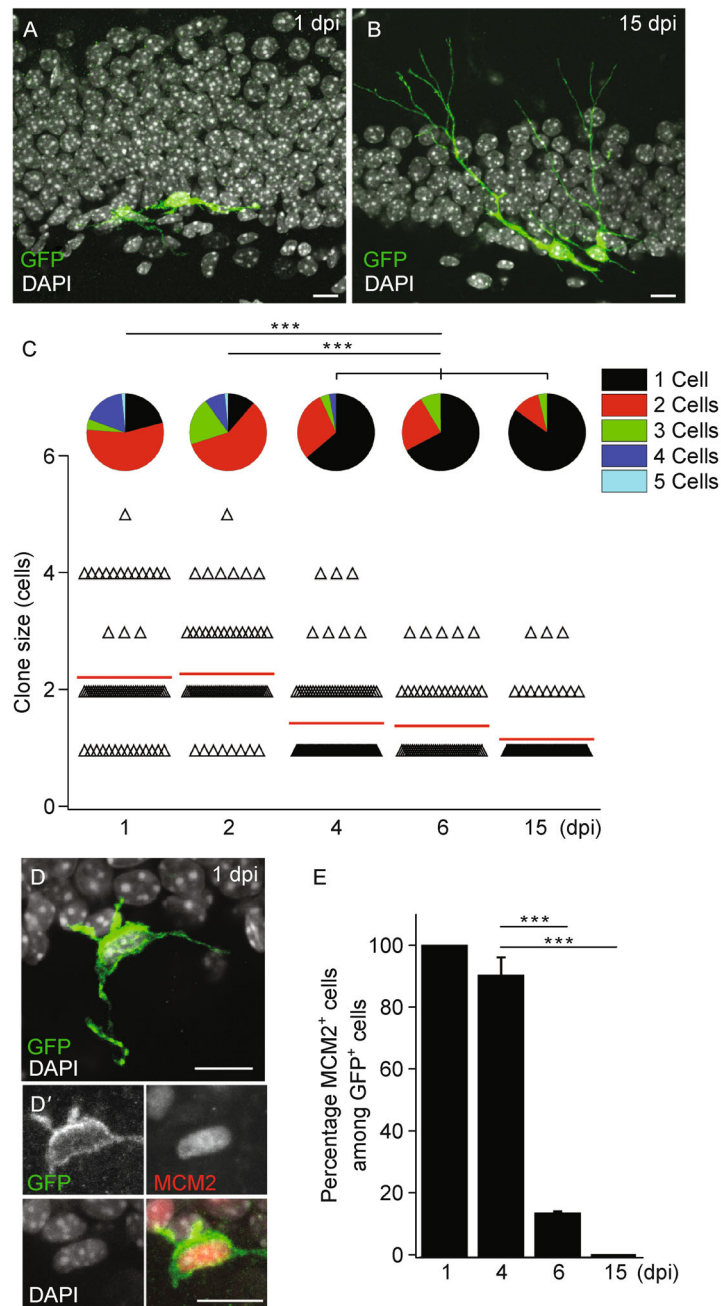 A
1 dpi
GFP
DAPI
B
15 dpi
GFP
DAPI
C
***
***
1 Cell
2 Cells
3 Cells
4 Cells
5 Cells
Clone size (cells)
6
4
2
0
1 2 4 6 15 (dpi)
D
1 dpi
GFP
DAPI
D′
GFP
MCM2
DAPI
E
***
***
Percentage MCM2⁺ cells
among GFP⁺ cells
100
80
60
40
20
0
1 4 6 15 (dpi)